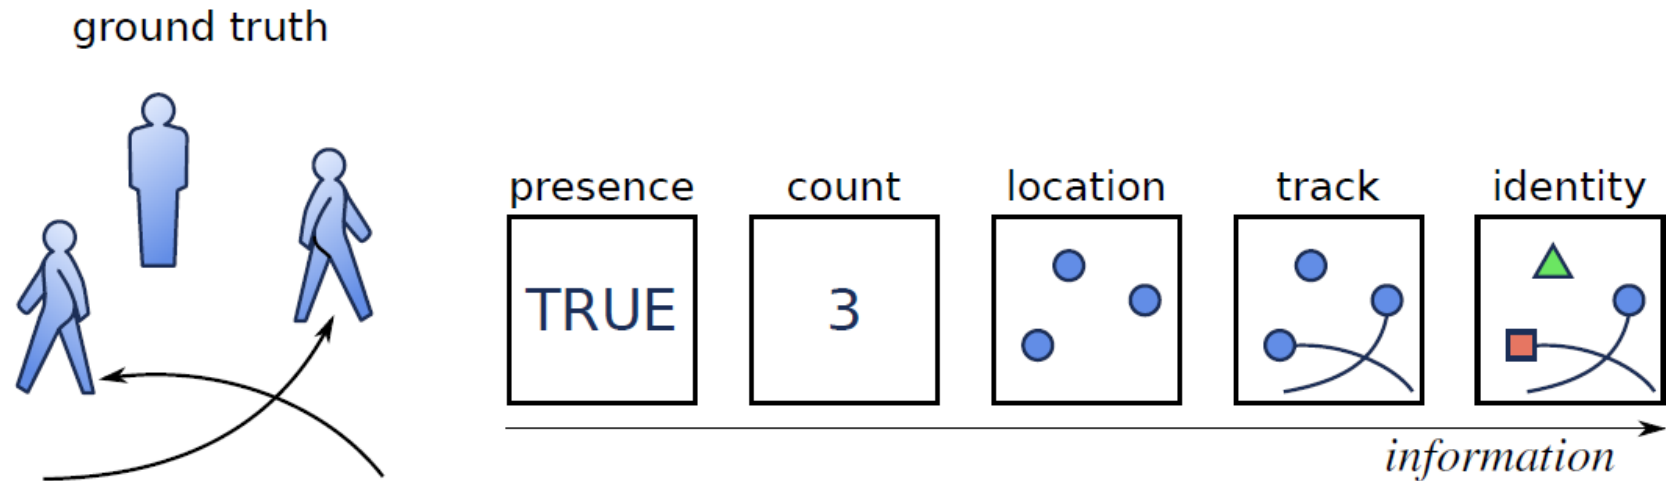 ground truth
presence count location track identity
TRUE 3
information